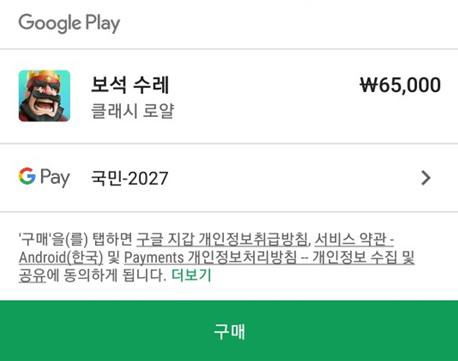 Google Play
보석 수레
₩65,000
클래시 로얄
G Pay
국민-2027
'구매'을(를) 탭하면 구글 지갑 개인정보취급방침, 서비스 약관 -
Android(한국) 및 Payments 개인정보처리방침 -- 개인정보 수집 및
공유에 동의하게 됩니다. 더보기
구매